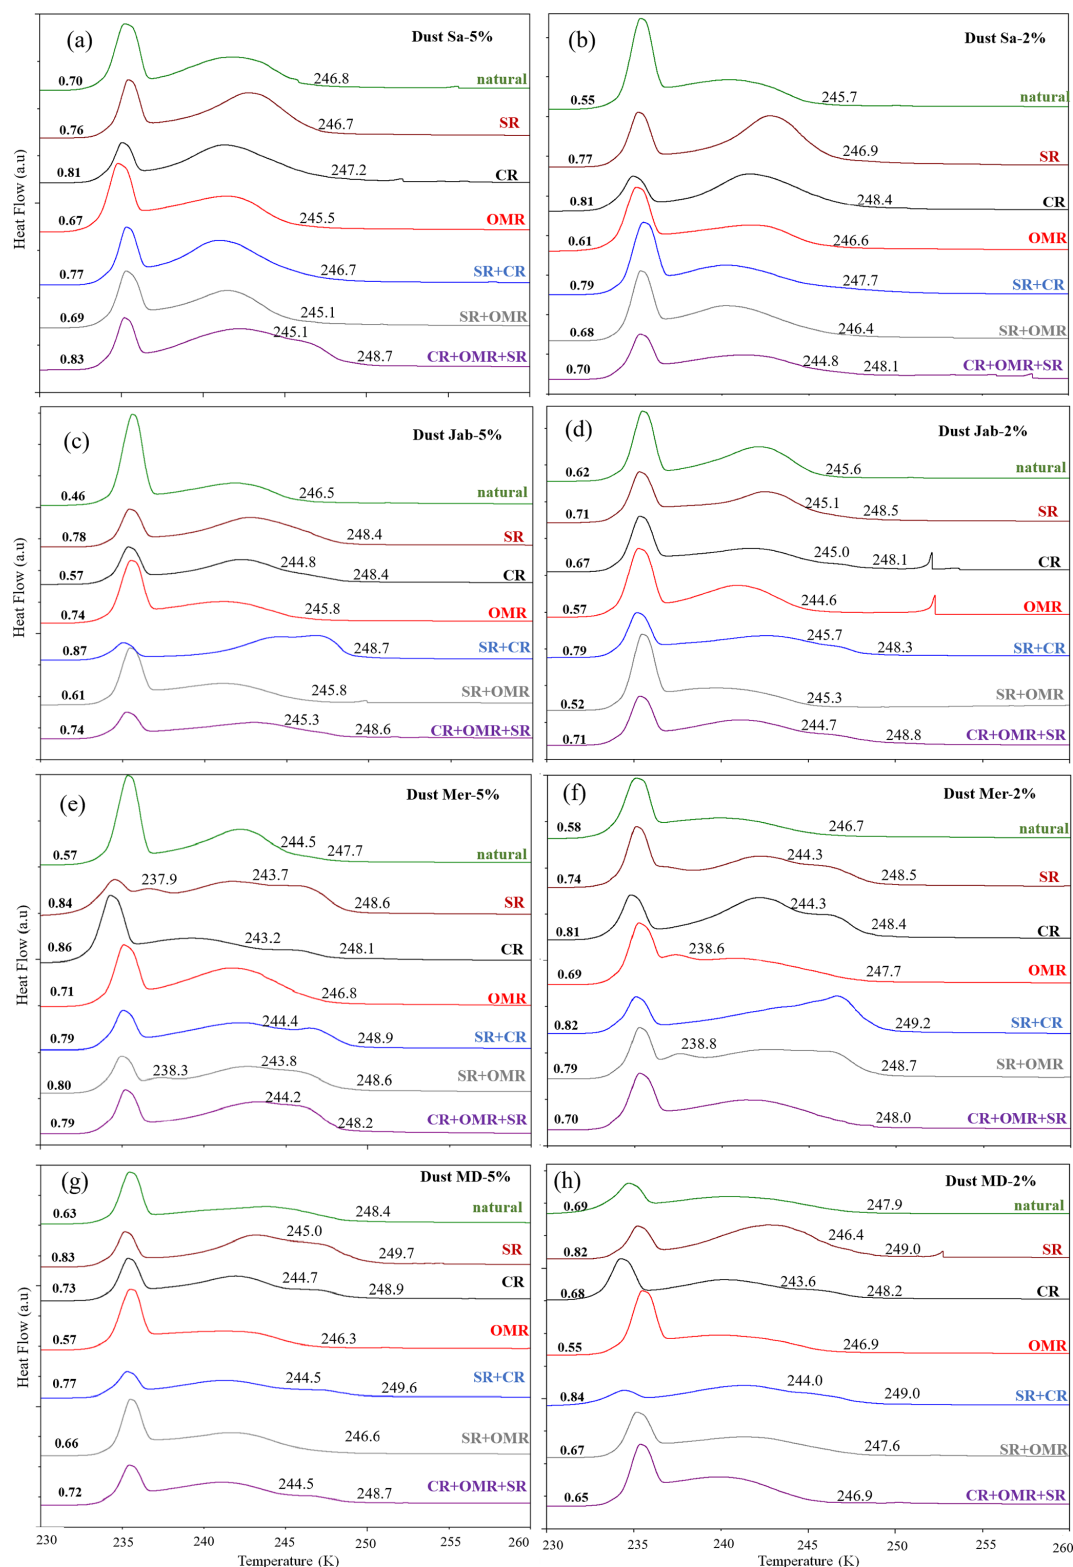 (a) Dust Sa-5%
0.70 246.8 natural
0.76 246.7 SR
0.81 247.2 CR
0.67 245.5 OMR
0.77 246.7 SR+CR
0.69 245.1 SR+OMR
0.83 245.1 248.7 CR+OMR+SR
Heat Flow (a.u)
(b) Dust Sa-2%
0.55 245.7 natural
0.77 246.9 SR
0.81 248.4 CR
0.61 246.6 OMR
0.79 247.7 SR+CR
0.68 246.4 SR+OMR
0.70 244.8 248.1 CR+OMR+SR
(c) Dust Jab-5%
0.46 246.5 natural
0.78 248.4 SR
0.57 244.8 248.4 CR
0.74 245.8 OMR
0.87 248.7 SR+CR
0.61 245.8 SR+OMR
0.74 245.3 248.6 CR+OMR+SR
Heat Flow (a.u)
(d) Dust Jab-2%
0.62 245.6 natural
0.71 245.1 248.5 SR
0.67 245.0 248.1 CR
0.57 244.6 OMR
0.79 245.7 248.3 SR+CR
0.52 245.3 SR+OMR
0.71 244.7 248.8 CR+OMR+SR
(e) Dust Mer-5%
0.57 244.5 247.7 natural
0.84 237.9 243.7 248.6 SR
0.86 243.2 248.1 CR
0.71 246.8 OMR
0.79 244.4 248.9 SR+CR
0.80 238.3 243.8 248.6 SR+OMR
0.79 244.2 248.2 CR+OMR+SR
Heat Flow (a.u)
(f) Dust Mer-2%
0.58 246.7 natural
0.74 244.3 248.5 SR
0.81 244.3 248.4 CR
0.69 238.6 247.7 OMR
0.82 249.2 SR+CR
0.79 238.8 248.7 SR+OMR
0.70 248.0 CR+OMR+SR
(g) Dust MD-5%
0.63 248.4 natural
0.83 245.0 249.7 SR
0.73 244.7 248.9 CR
0.57 246.3 OMR
0.77 244.5 249.6 SR+CR
0.66 246.6 SR+OMR
0.72 244.5 248.7 CR+OMR+SR
Heat Flow (a.u)
230 235 240 245 250 255 260
Temperature (K)
(h) Dust MD-2%
0.69 247.9 natural
0.82 246.4 249.0 SR
0.68 243.6 248.2 CR
0.55 246.9 OMR
0.84 244.0 249.0 SR+CR
0.67 247.6 SR+OMR
0.65 246.9 CR+OMR+SR
230 235 240 245 250 255 260
Temperature (K)